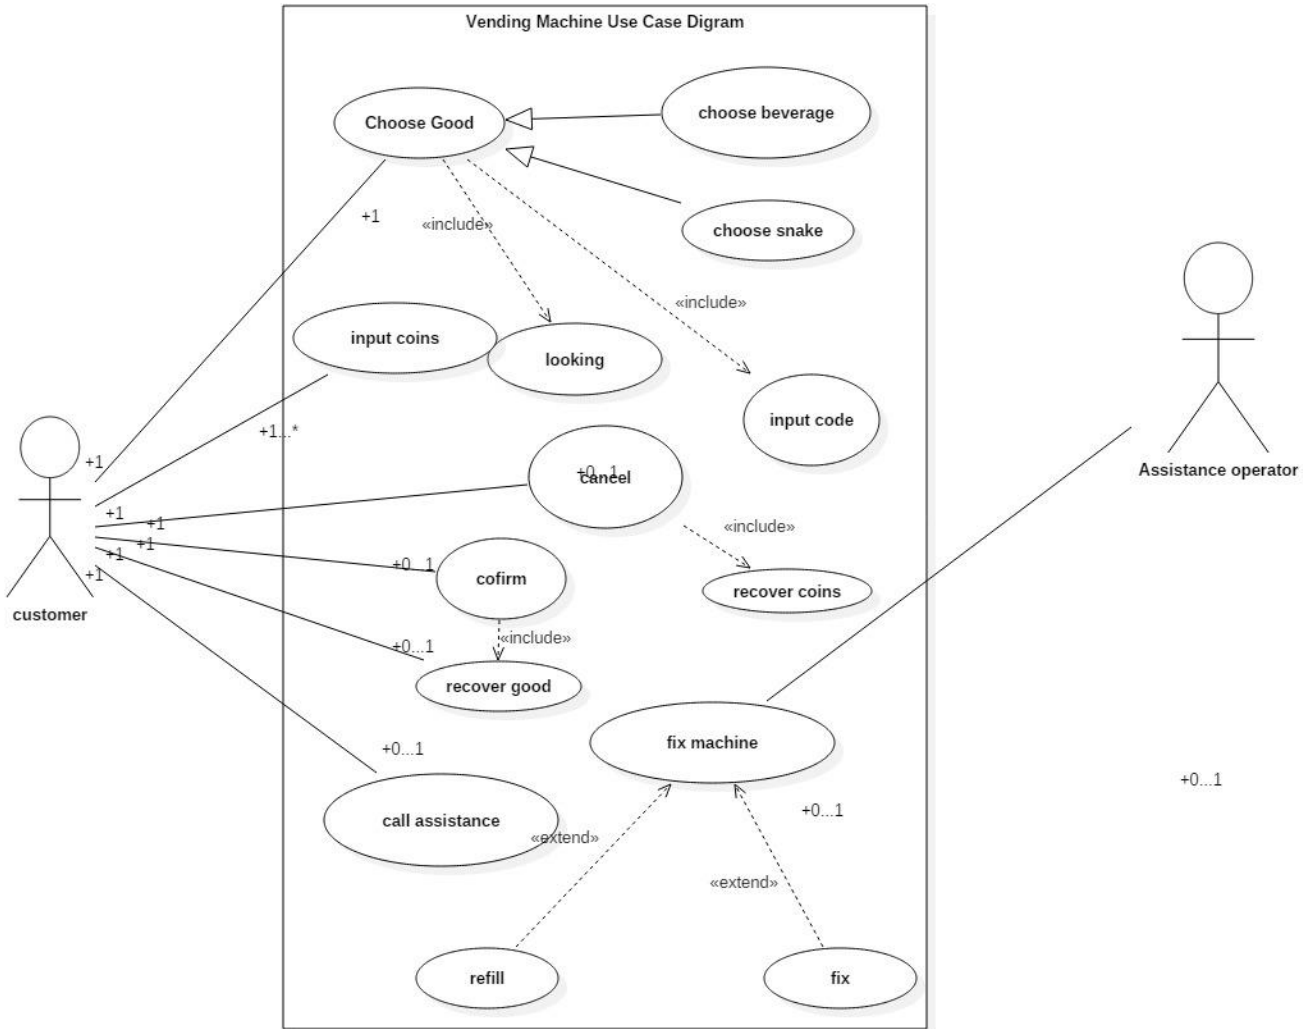 Vending Machine Use Case Digram
Choose Good
choose beverage
+1
«include»
choose snake
«include»
input coins
looking
input code
+1...*
+1
+0...1
cancel
Assistance operator
+1
+1
«include»
+1
+1
+0...1
cofirm
recover coins
+1
customer
«include»
+0...1
recover good
fix machine
+0...1
+0...1
+0...1
call assistance
«extend»
«extend»
refill
fix